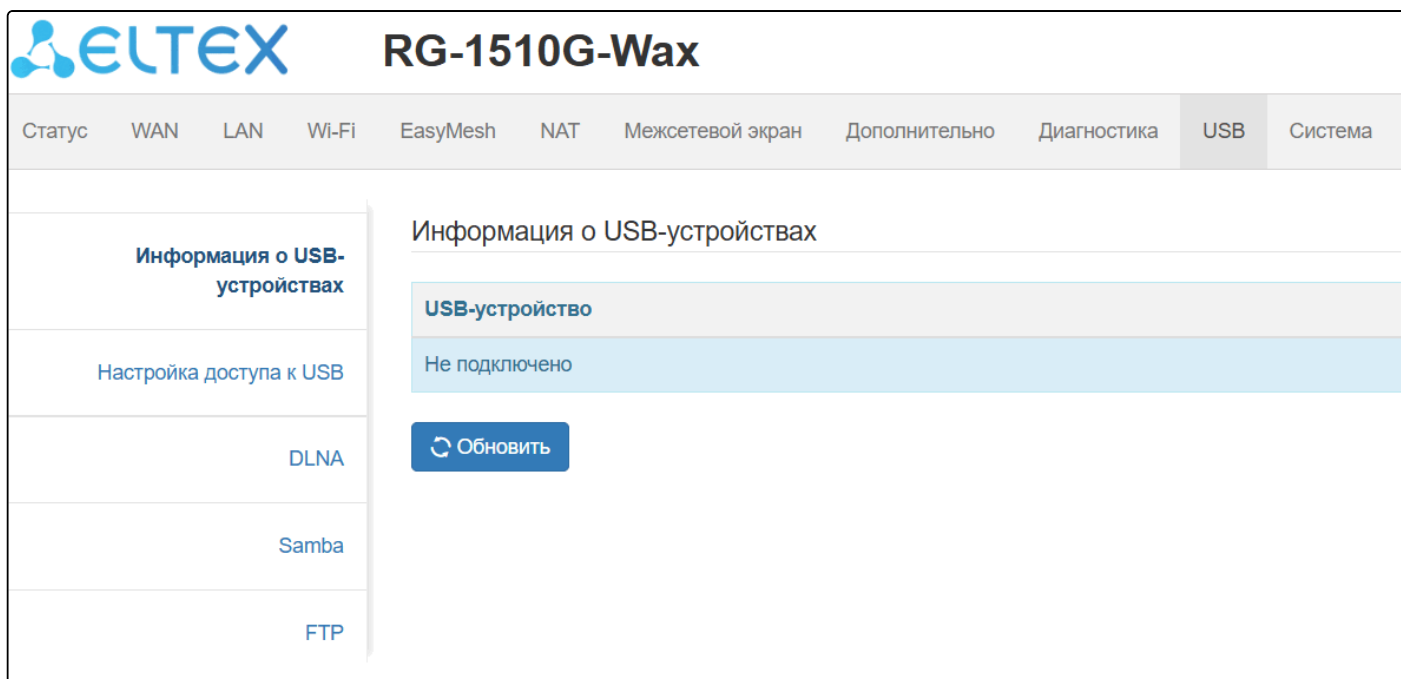 ELTEX RG-1510G-Wax
Статус WAN LAN Wi-Fi EasyMesh NAT Межсетевой экран Дополнительно Диагностика USB Система
Информация о USB-
устройствах
Настройка доступа к USB
DLNA
Samba
FTP
Информация о USB-устройствах
USB-устройство
Не подключено
Обновить